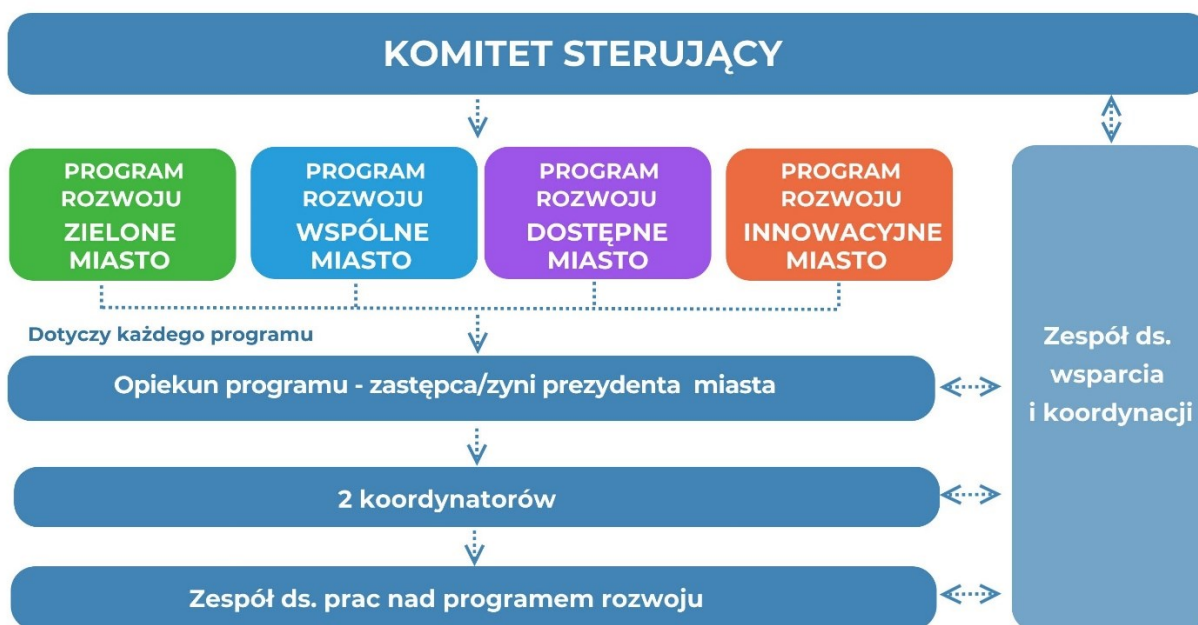 KOMITET STERUJĄCY
PROGRAM
ROZWOJU
ZIELONE
MIASTO
PROGRAM
ROZWOJU
WSPÓLNE
MIASTO
PROGRAM
ROZWOJU
DOSTĘPNE
MIASTO
PROGRAM
ROZWOJU
INNOWACYJNE
MIASTO
Dotyczy każdego programu
Opiekun programu - zastępca/zyni prezydenta miasta
2 koordynatorów
Zespół ds. prac nad programem rozwoju
Zespół ds.
wsparcia
i koordynacji